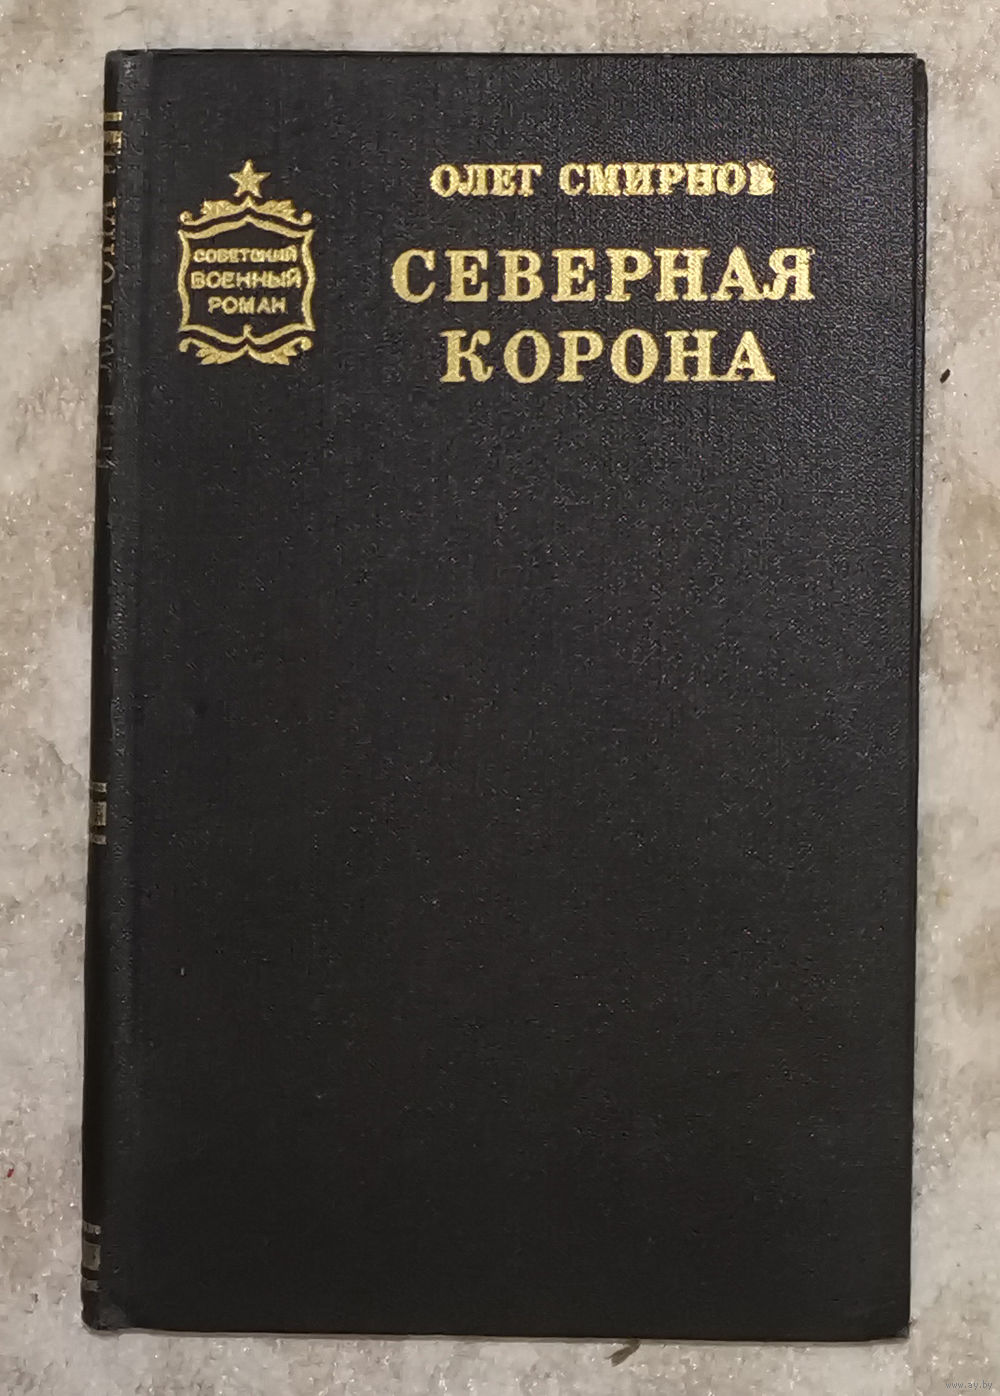 ОЛЕГ СМИРНОВ
СЕВЕРНАЯ
КОРОНА
СОВЕТСКИЙ
ВОЕННЫЙ
РОМАН
www.ay.by